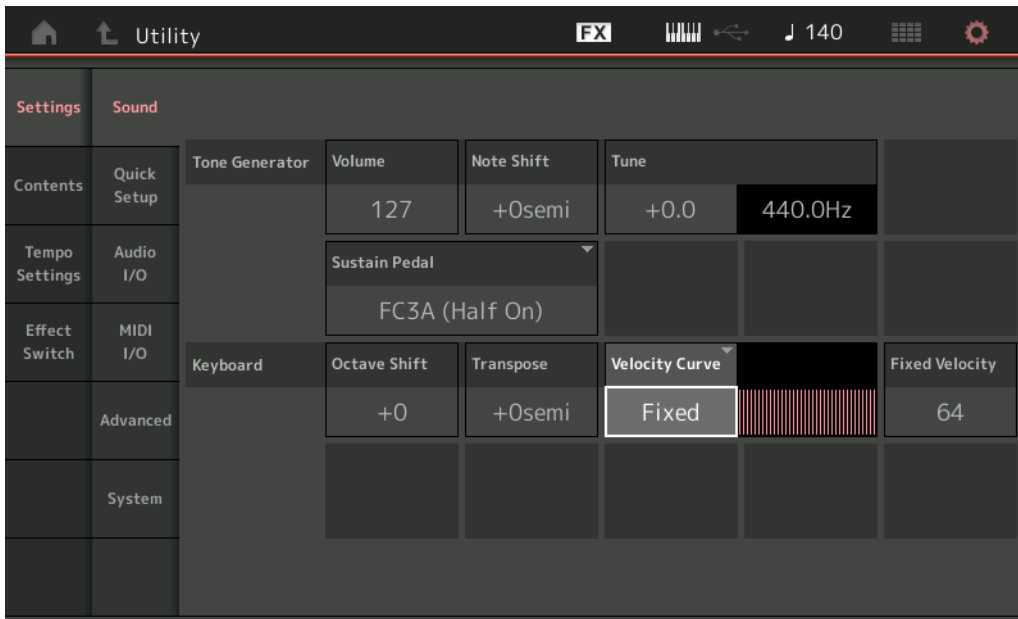 Utility FX ♩ 140
Settings Sound
Tone Generator Volume Note Shift Tune
Contents Quick Setup
127 +0semi +0.0 440.0Hz
Tempo Settings Audio I/O
Sustain Pedal
FC3A (Half On)
Effect Switch MIDI I/O
Keyboard Octave Shift Transpose Velocity Curve Fixed Velocity
Advanced +0 +0semi Fixed 64
System